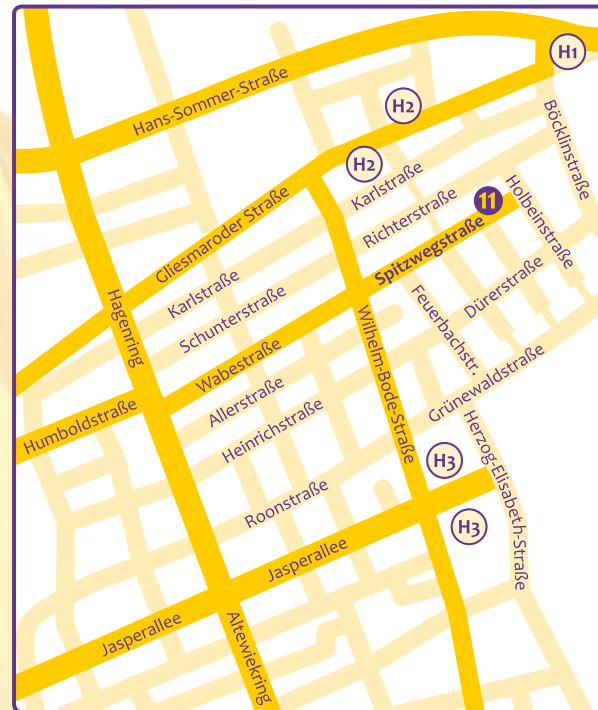 H1
Hans-Sommer-Straße
H2
Böcklinstraße
H2
Karlstraße
Holbeinstraße
11
Richterstraße
Gliesmaroder Straße
Spitzwegstraße
Karlstraße
Dürerstraße
Schunterstraße
Feuerbachstr.
Hagenring
Wilhelm-Bode-Straße
Wabestraße
Grünewaldstraße
Allerstraße
Humboldstraße
Heinrichstraße
Herzog-Elisabeth-Straße
H3
Roonstraße
H3
Jasperallee
Jasperallee
Altewiekring